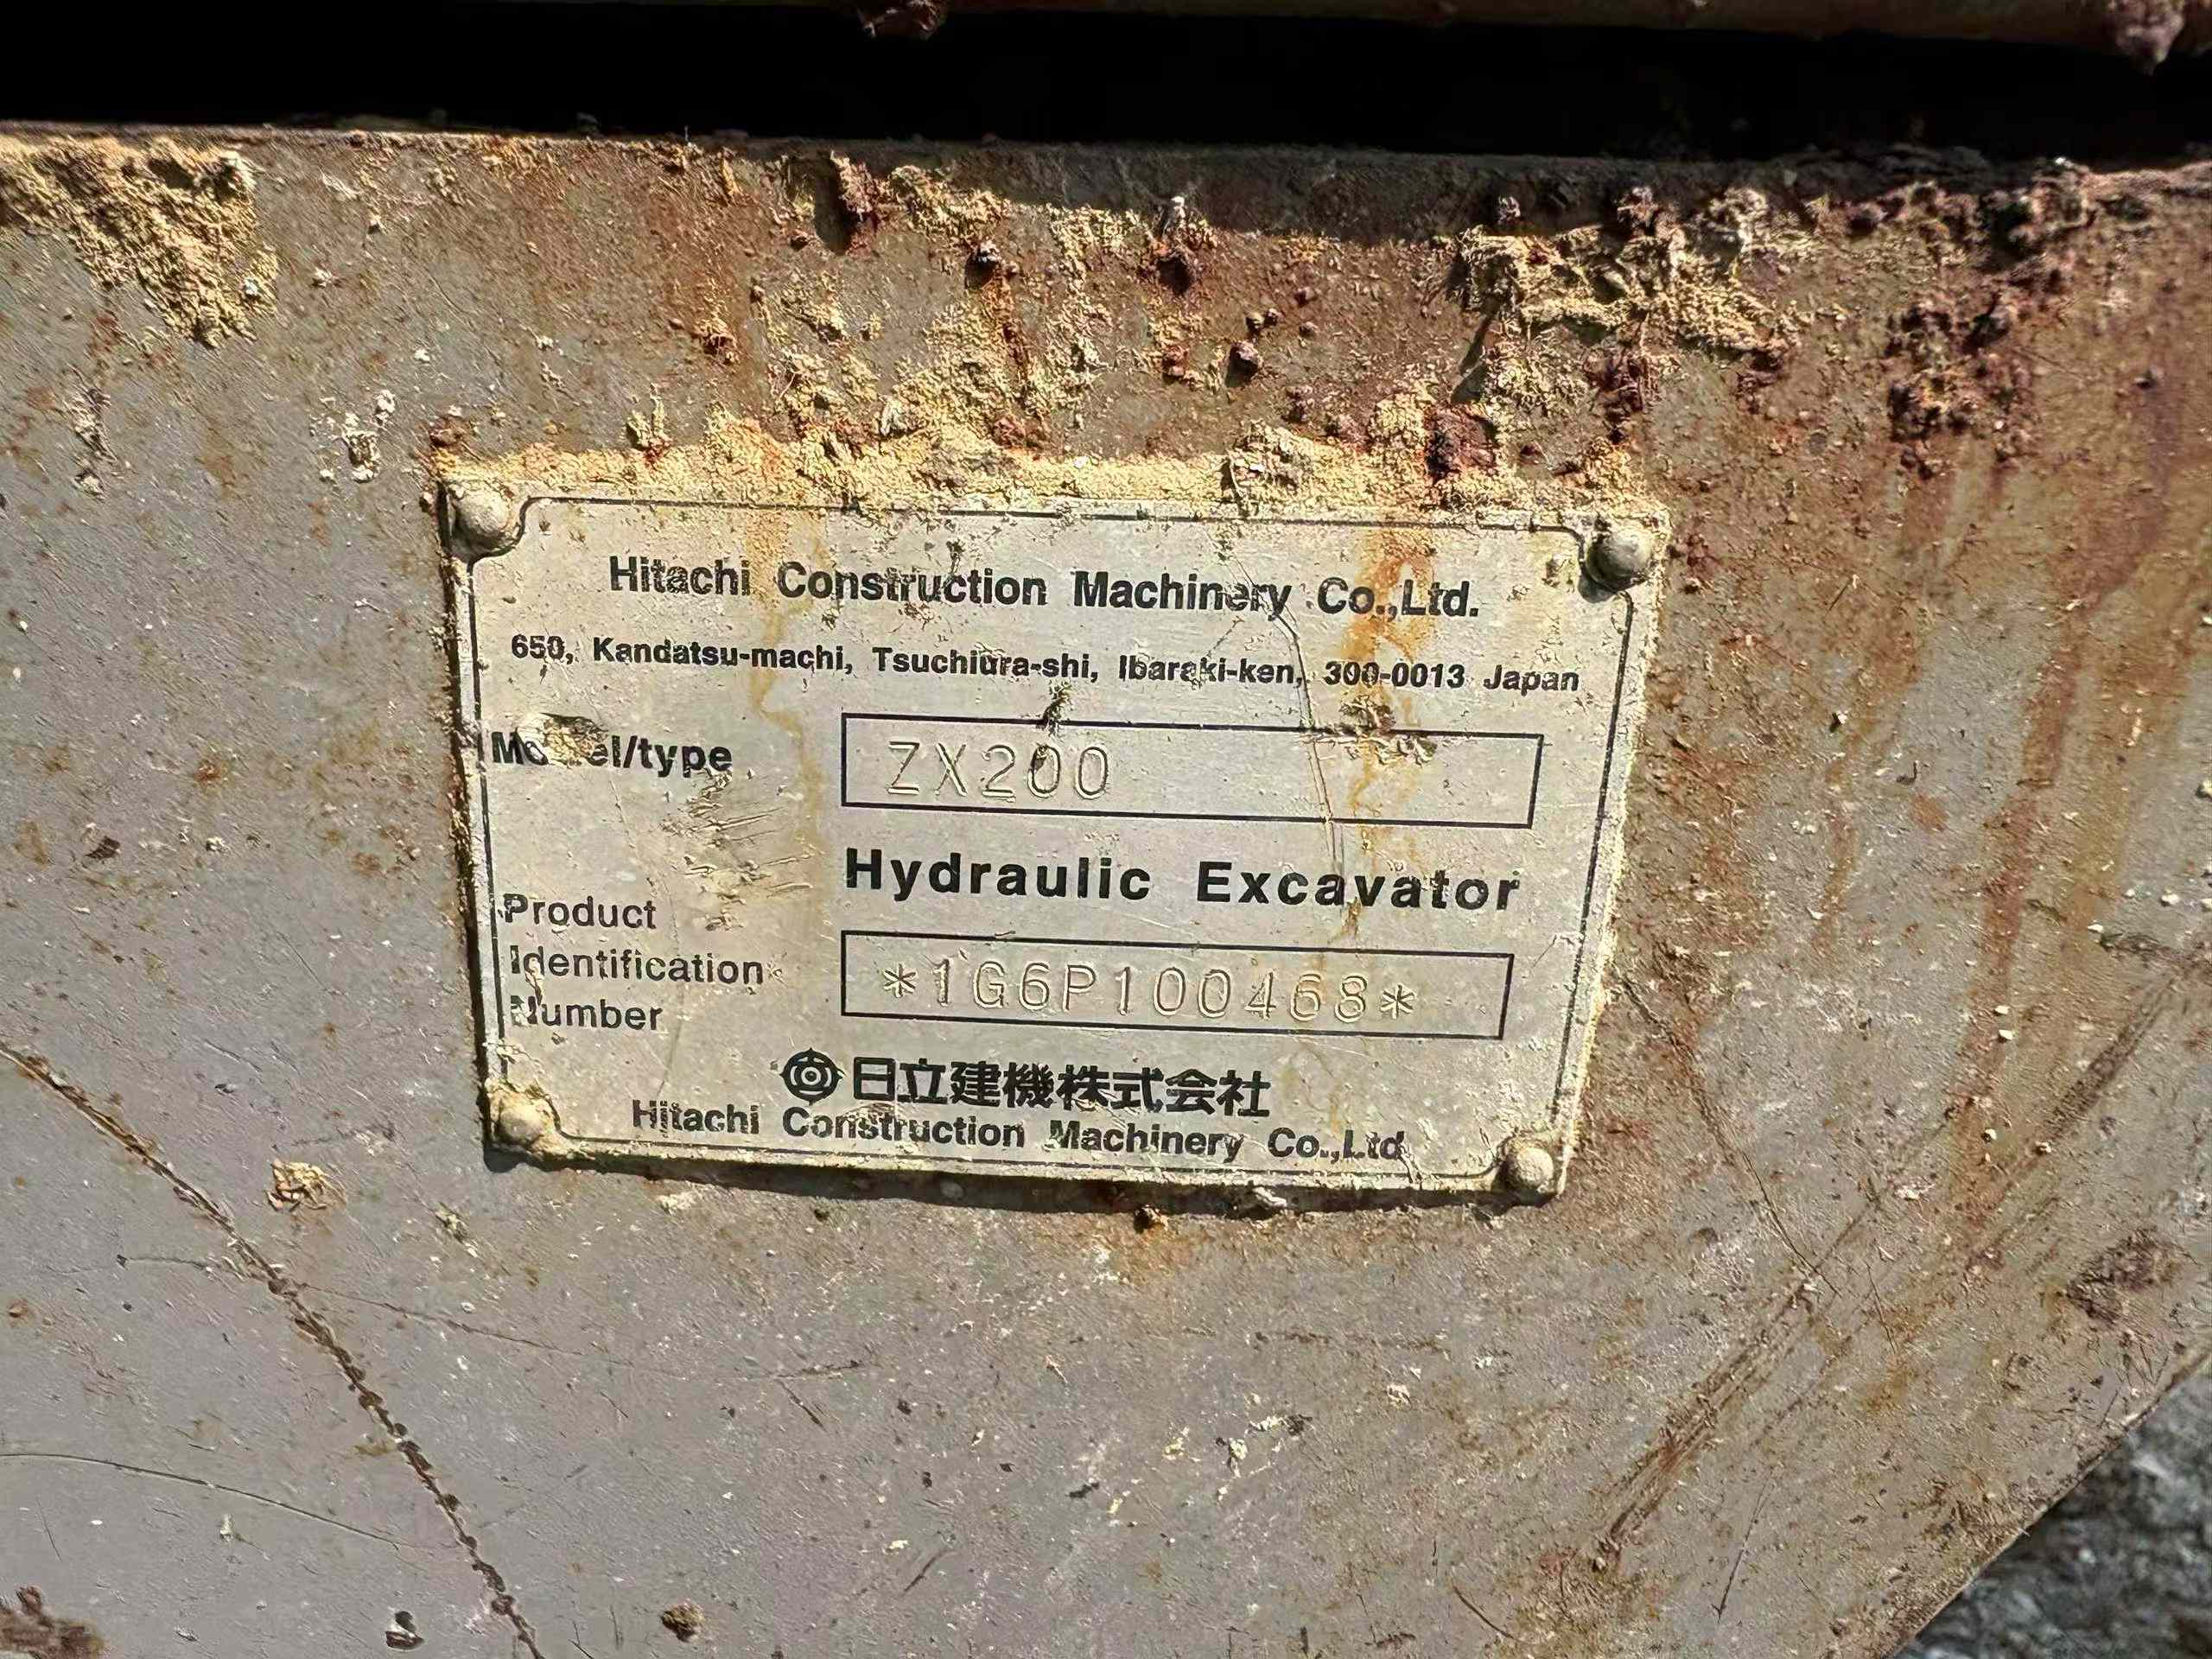 Hitachi Construction Machinery Co.,Ltd.
650, Kandatsu-machi, Tsuchiura-shi, Ibaraki-ken, 300-0013 Japan
Model/type ZX200
Hydraulic Excavator
Product
Identification
Number
*1G6P100468*
日立建機株式会社
Hitachi Construction Machinery Co.,Ltd